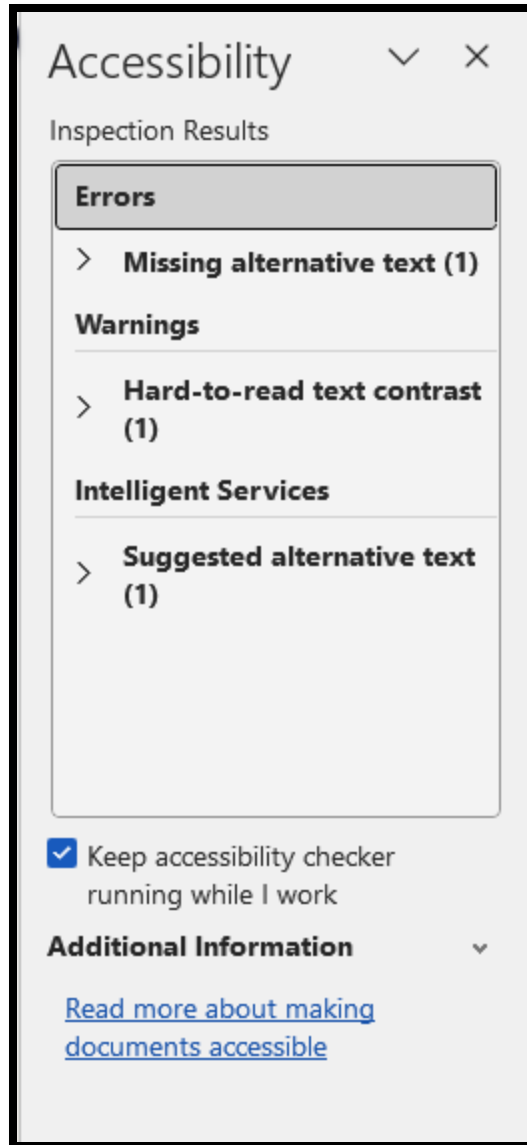 Accessibility
Inspection Results
Errors
Missing alternative text (1)
Warnings
Hard-to-read text contrast
(1)
Intelligent Services
Suggested alternative text
(1)
Keep accessibility checker
running while I work
Additional Information
Read more about making
documents accessible